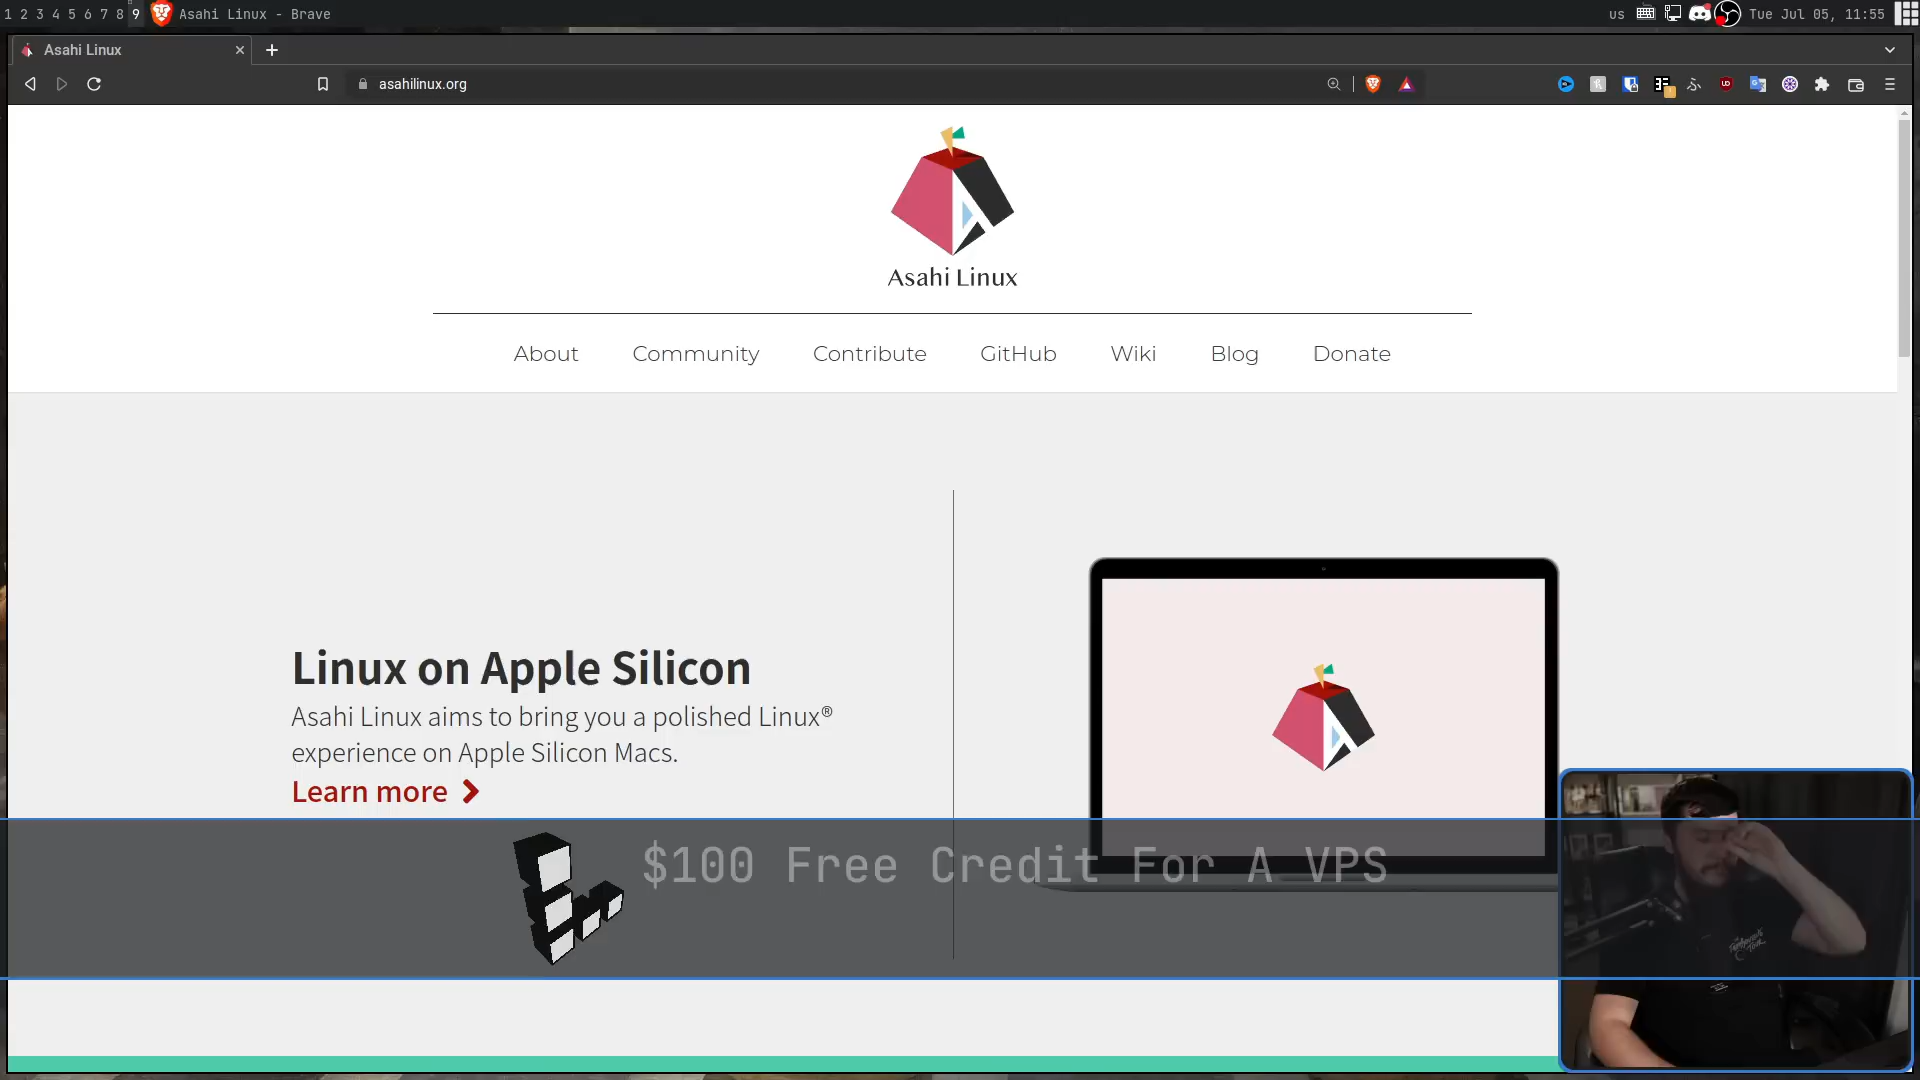 1 2 3 4 5 6 7 8 9 Asahi Linux - Brave us Tue Jul 05, 11:55
Asahi Linux
asahilinux.org
Asahi Linux
About Community Contribute GitHub Wiki Blog Donate
Linux on Apple Silicon
Asahi Linux aims to bring you a polished Linux®
experience on Apple Silicon Macs.
Learn more
$100 Free Credit For A VPS